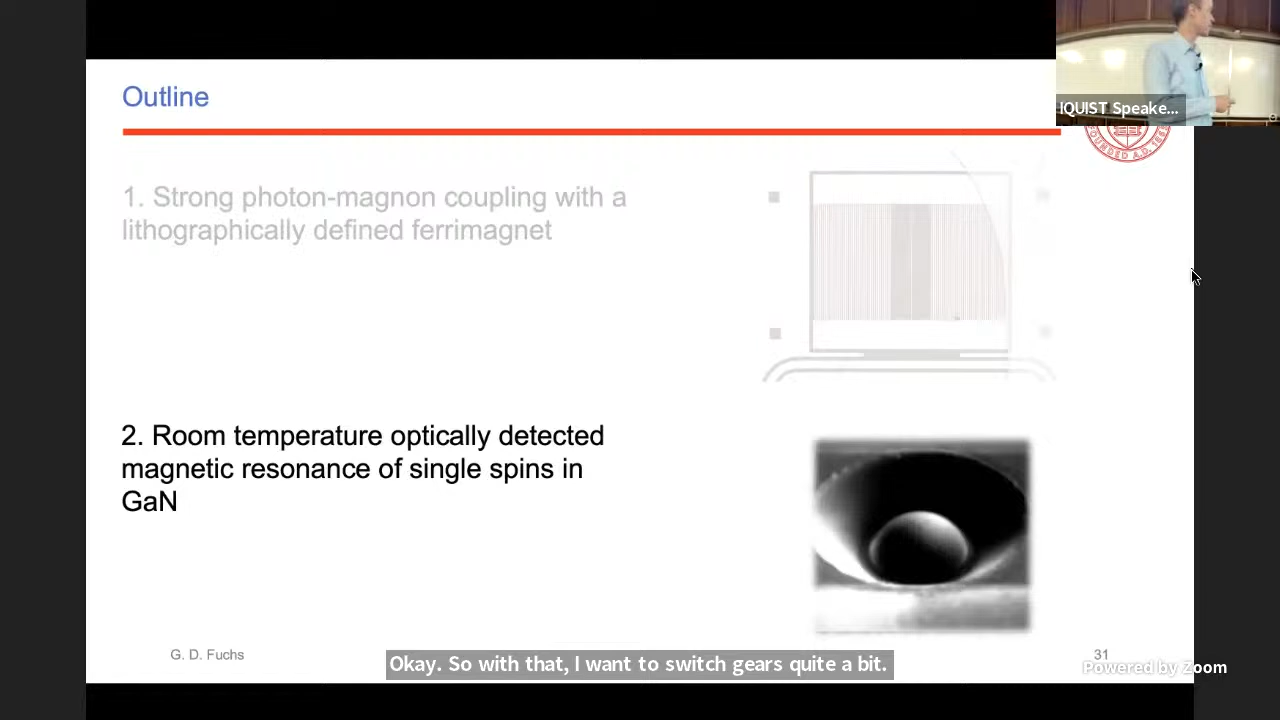 Outline
IQUIST Speake...
FOUNDED A.D.
1. Strong photon-magnon coupling with a
lithographically defined ferrimagnet
2. Room temperature optically detected
magnetic resonance of single spins in
GaN
G. D. Fuchs
31
Okay. So with that, I want to switch gears quite a bit.
Powered by Zoom